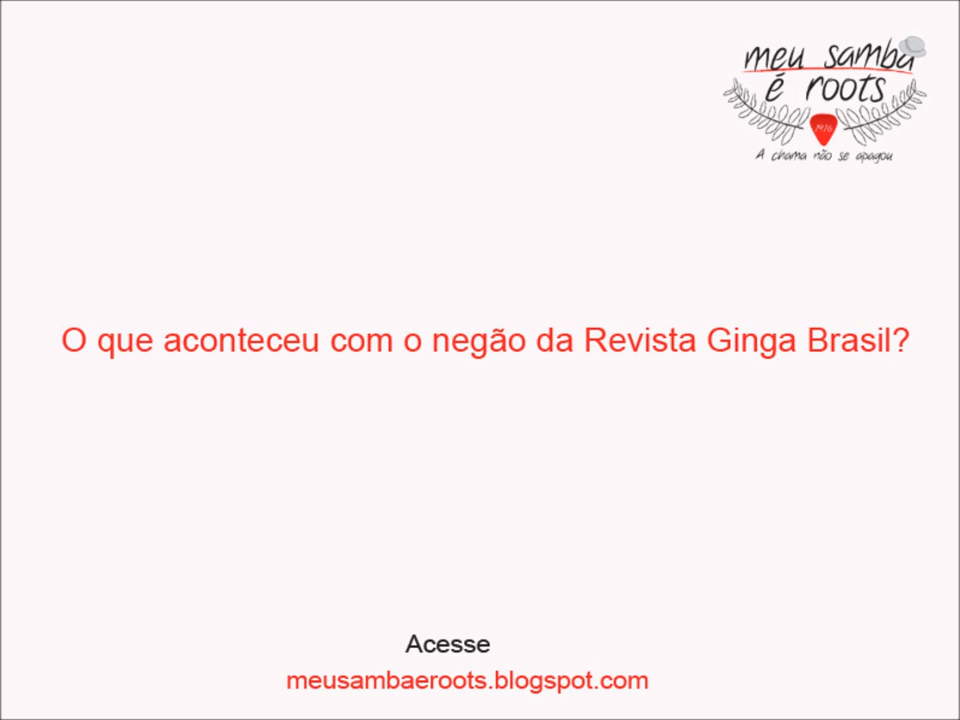 meu samba
é roots
1916
A chama não se apagou
O que aconteceu com o negão da Revista Ginga Brasil?
Acesse
meusambaeroots.blogspot.com